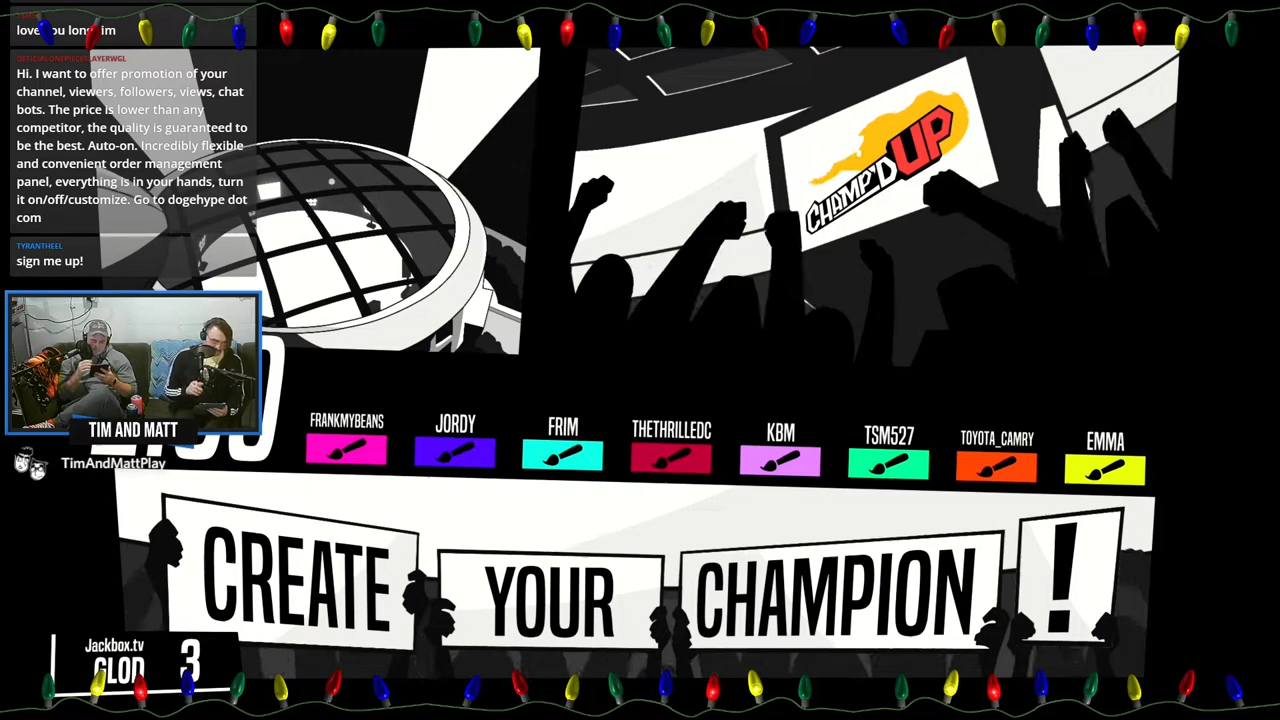 OFFICIALONEPIECESLAYERWGL
Hi. I want to offer promotion of your
channel, viewers, followers, views, chat
bots. The price is lower than any
competitor, the quality is guaranteed to
be the best. Auto-on. Incredibly flexible
and convenient order management
panel, everything is in your hands, turn
it on/off/customize. Go to dogehype dot
com
TYRANTHEEL
sign me up!
CHAMP'D UP
TIM AND MATT
TimAndMattPlay
FRANKMYBEANS
JORDY
FRIM
THETHRILLEDC
KBM
TSM527
TOYOTA_CAMRY
EMMA
CREATE YOUR CHAMPION !
Jackbox.tv
GLOD
3